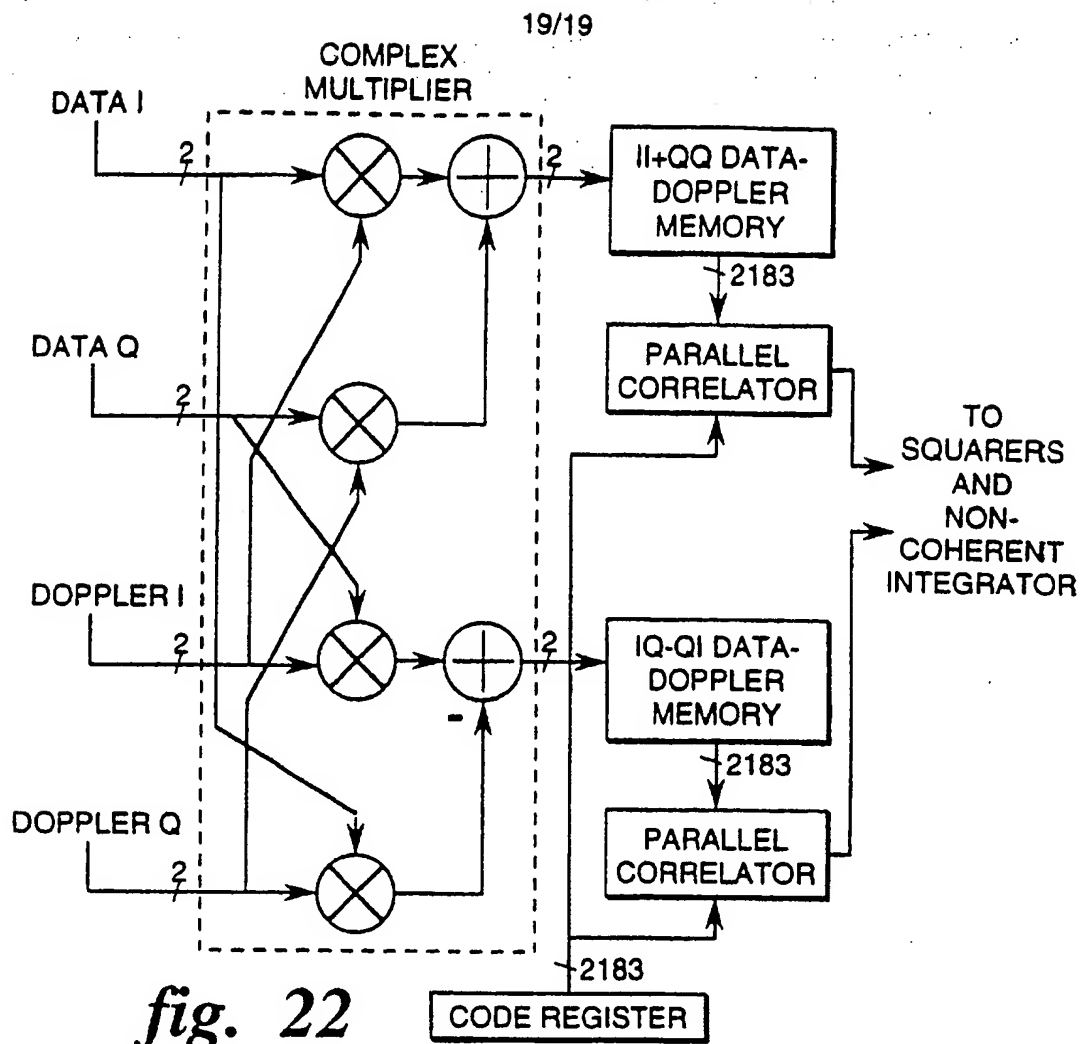 19/19
COMPLEX
MULTIPLIER
DATA I
2
2
II+QQ DATA-
DOPPLER
MEMORY
2183
DATA Q
2
PARALLEL
CORRELATOR
TO
SQUARERS
AND
NON-
COHERENT
INTEGRATOR
DOPPLER I
2
2
IQ-QI DATA-
DOPPLER
MEMORY
-
2183
DOPPLER Q
2
PARALLEL
CORRELATOR
2183
CODE REGISTER
fig. 22